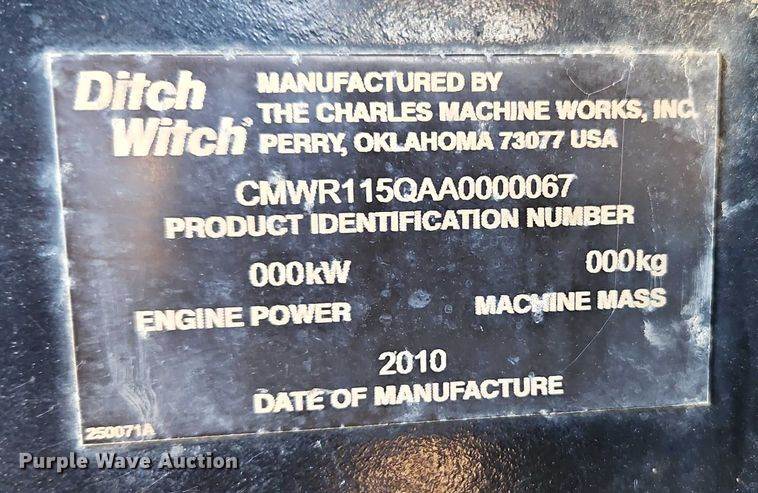 Ditch Witch®
MANUFACTURED BY
THE CHARLES MACHINE WORKS, INC.
PERRY, OKLAHOMA 73077 USA
CMWR115QAA0000067
PRODUCT IDENTIFICATION NUMBER
000kW
ENGINE POWER
000kg
MACHINE MASS
2010
DATE OF MANUFACTURE
250071A
Purple Wave Auction